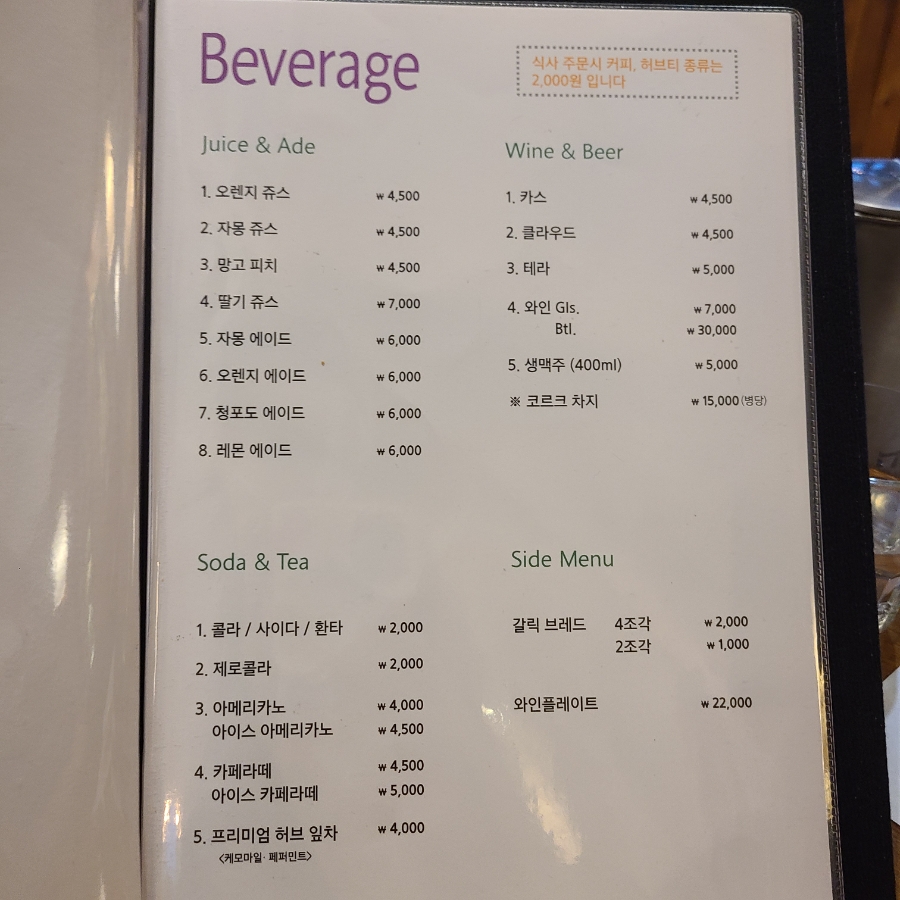 Beverage
식사 주문시 커피, 허브티 종류는
2,000원 입니다
Juice & Ade
1. 오렌지 쥬스 ₩ 4,500
2. 자몽 쥬스 ₩ 4,500
3. 망고 피치 ₩ 4,500
4. 딸기 쥬스 ₩ 7,000
5. 자몽 에이드 ₩ 6,000
6. 오렌지 에이드 ₩ 6,000
7. 청포도 에이드 ₩ 6,000
8. 레몬 에이드 ₩ 6,000
Wine & Beer
1. 카스 ₩ 4,500
2. 클라우드 ₩ 4,500
3. 테라 ₩ 5,000
4. 와인 Gls. ₩ 7,000
Btl. ₩ 30,000
5. 생맥주 (400ml) ₩ 5,000
※ 코르크 차지 ₩ 15,000 (병당)
Soda & Tea
1. 콜라 / 사이다 / 환타 ₩ 2,000
2. 제로콜라 ₩ 2,000
3. 아메리카노 ₩ 4,000
아이스 아메리카노 ₩ 4,500
4. 카페라떼 ₩ 4,500
아이스 카페라떼 ₩ 5,000
5. 프리미엄 허브 잎차 ₩ 4,000
<케모마일· 페퍼민트>
Side Menu
갈릭 브레드 4조각 ₩ 2,000
2조각 ₩ 1,000
와인플레이트 ₩ 22,000